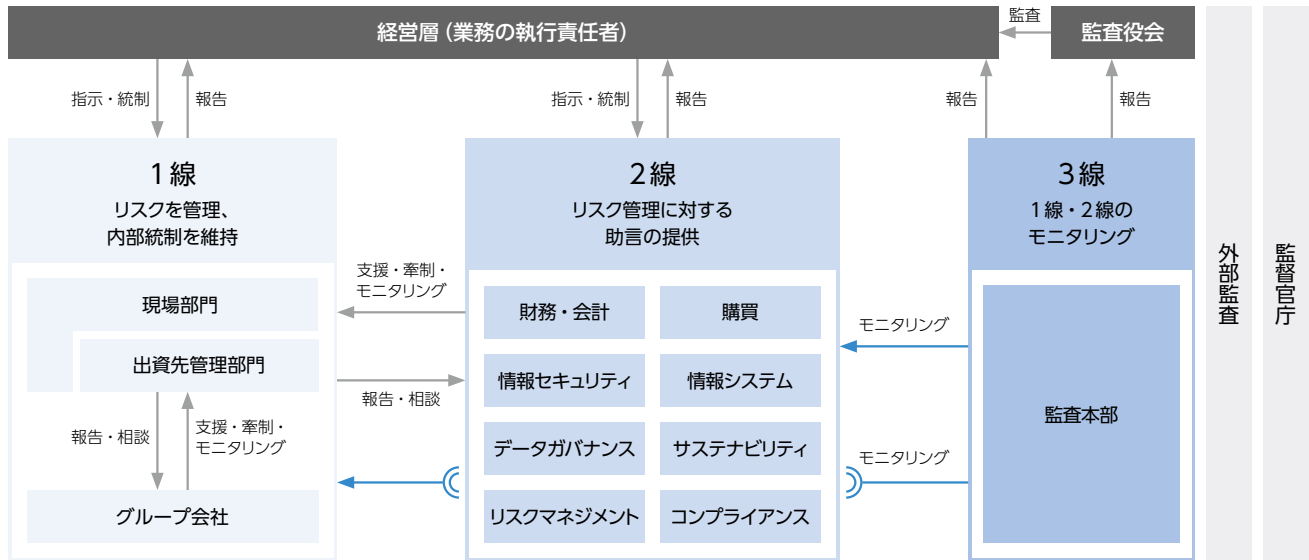 経営層（業務の執行責任者）
監査
監査役会
指示・統制
報告
指示・統制
報告
報告
報告
1線
リスクを管理、
内部統制を維持
現場部門
出資先管理部門
報告・相談
支援・牽制・
モニタリング
グループ会社
支援・牽制・
モニタリング
報告・相談
2線
リスク管理に対する
助言の提供
財務・会計
購買
情報セキュリティ
情報システム
データガバナンス
サステナビリティ
リスクマネジメント
コンプライアンス
モニタリング
モニタリング
3線
1線・2線の
モニタリング
監査本部
外部監査
監督官庁